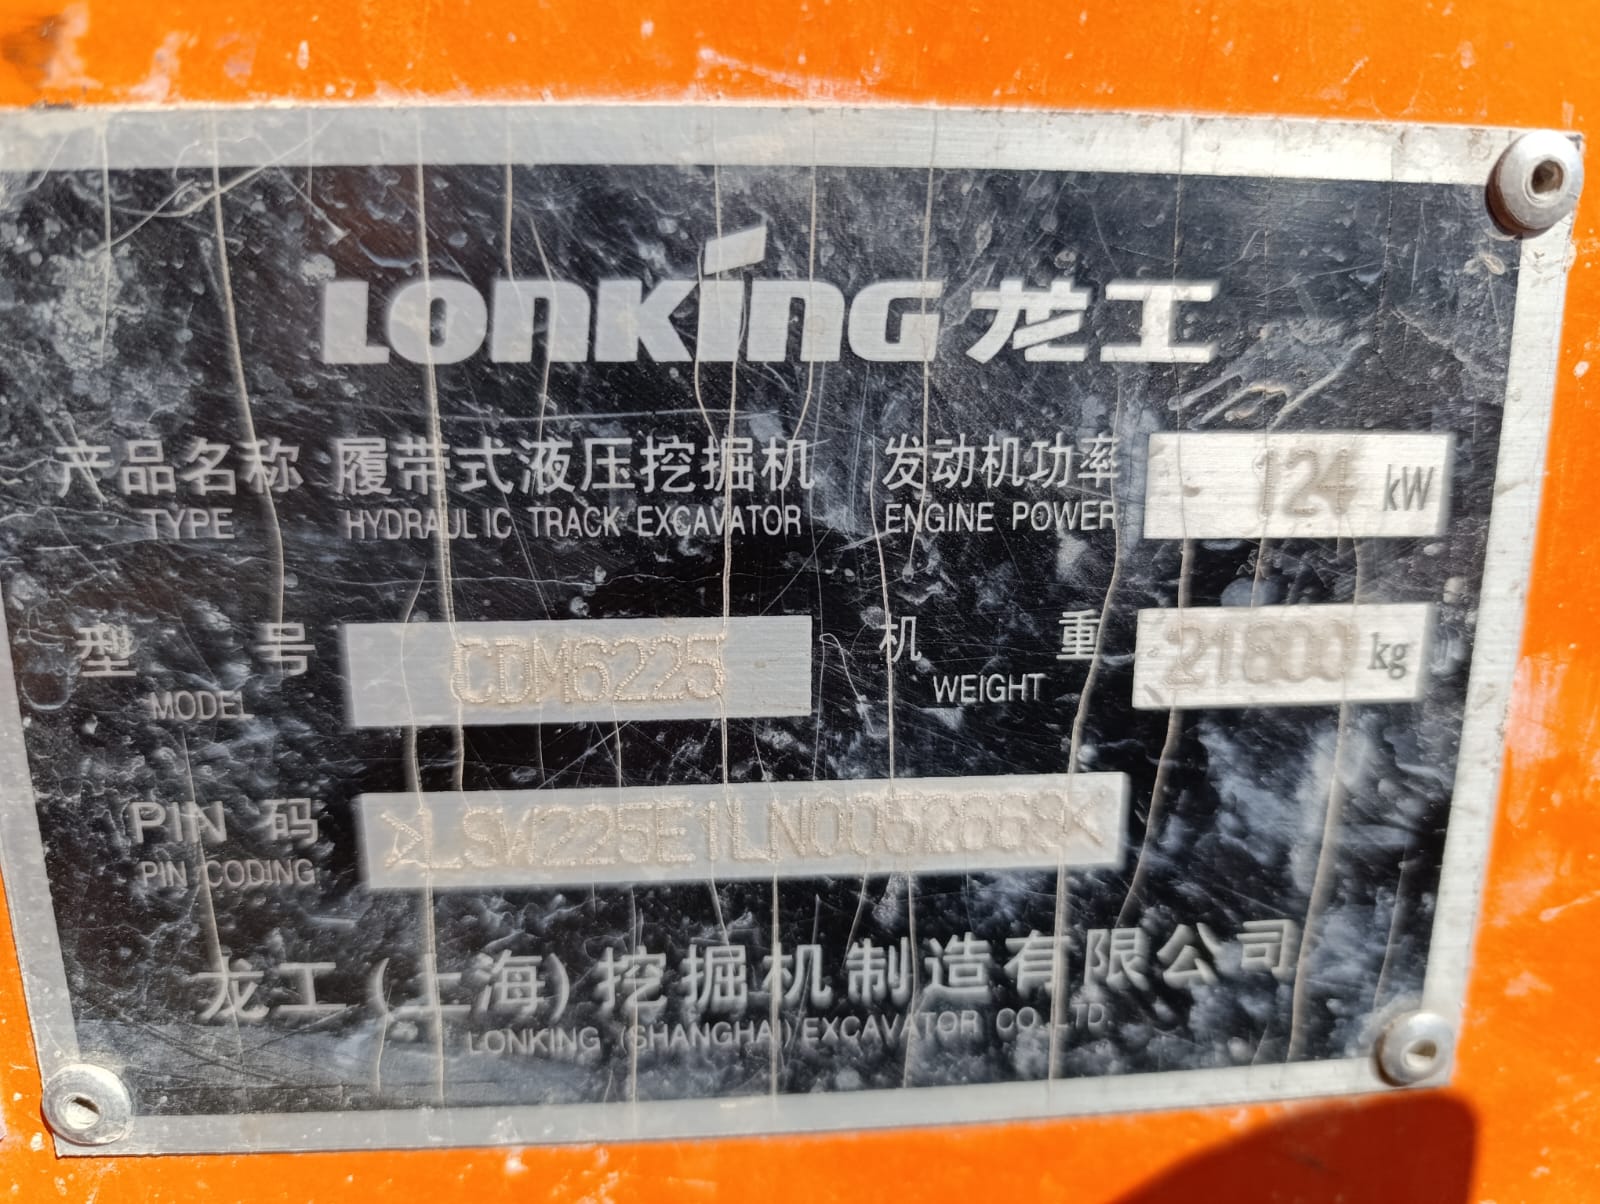 LONKING 龙工
产品名称 履带式液压挖掘机 发动机功率 124 kW
TYPE HYDRAULIC TRACK EXCAVATOR ENGINE POWER
型号 CDM6225 机重 21600 kg
MODEL WEIGHT
PIN 码 LSW225E1LN0052668
PIN CODING
龙工(上海)挖掘机制造有限公司
LONKING (SHANGHAI) EXCAVATOR CO.,LTD.